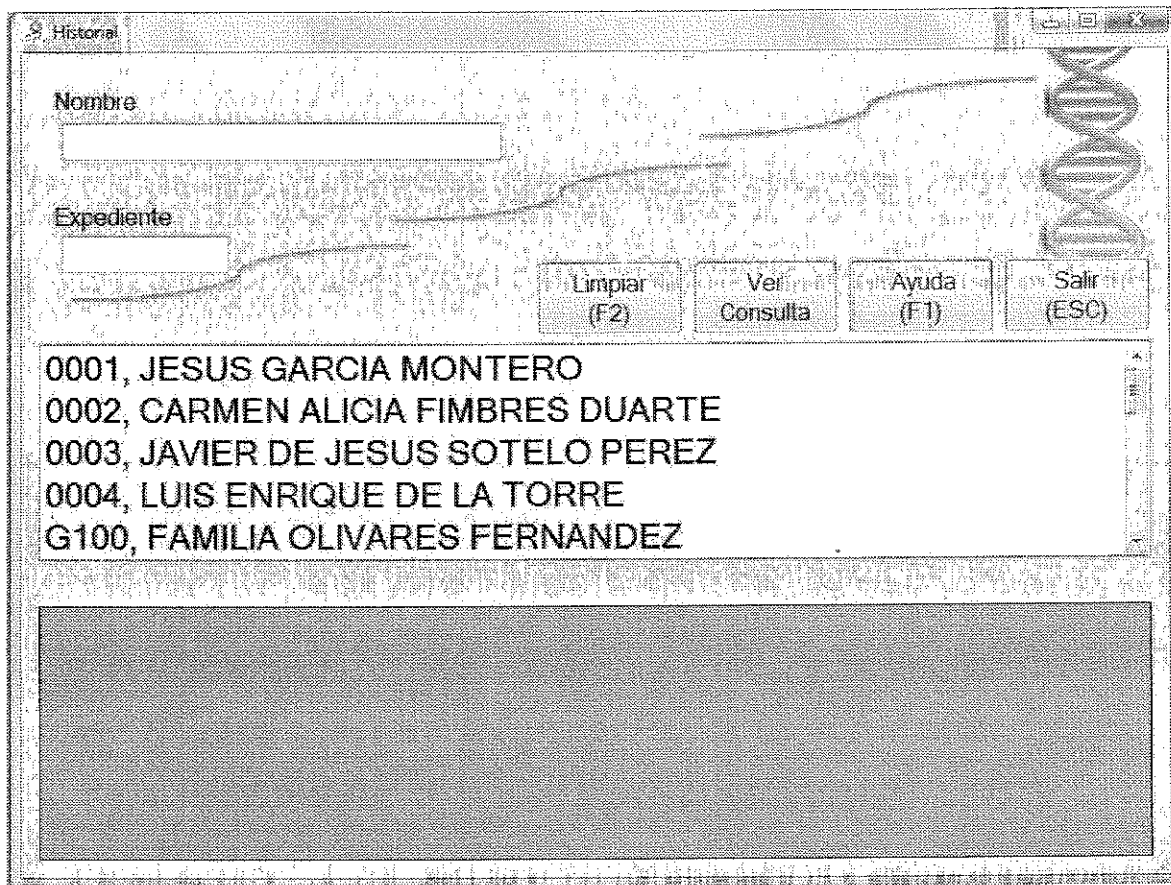 Historial
Nombre
Expediente
Limpiar
(F2)
Ver
Consulta
Ayuda
(F1)
Salir
(ESC)
0001, JESUS GARCIA MONTERO
0002, CARMEN ALICIA FIMBRES DUARTE
0003, JAVIER DE JESUS SOTELO PEREZ
0004, LUIS ENRIQUE DE LA TORRE
G100, FAMILIA OLIVARES FERNANDEZ